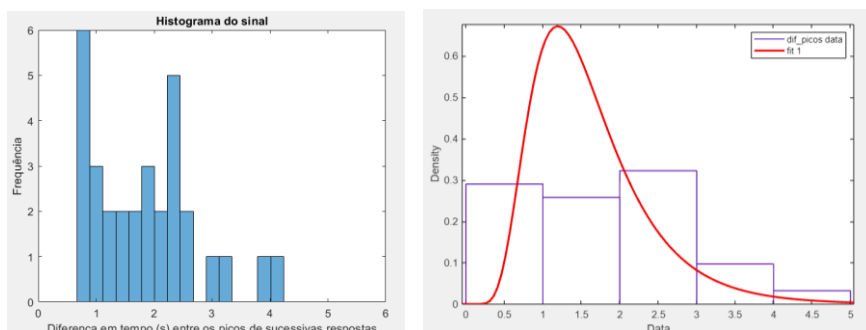 Histograma do sinal
Frequência
6
5
4
3
2
1
0
0 1 2 3 4 5 6
Diferença em tempo (s) entre os picos de sucessivas respostas
dif_picos data
fit 1
Density
0.6
0.5
0.4
0.3
0.2
0.1
0
0 0.5 1 1.5 2 2.5 3 3.5 4 4.5 5
Data